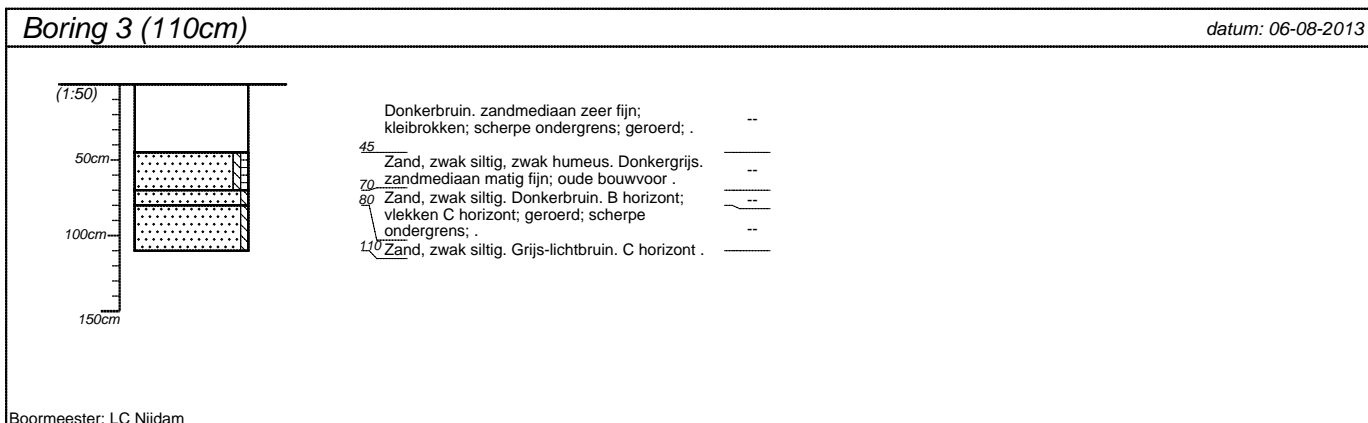 Boring 3 (110cm)
datum: 06-08-2013
(1:50)
50cm
100cm
150cm
Donkerbruin. zandmediaan zeer fijn;
kleibrokken; scherpe ondergrens; geroerd; .
--
45
Zand, zwak siltig, zwak humeus. Donkergrijs.
zandmediaan matig fijn; oude bouwvoor .
--
70
80
Zand, zwak siltig. Donkerbruin. B horizont;
vlekken C horizont; geroerd; scherpe
ondergrens; .
--
--
110
Zand, zwak siltig. Grijs-lichtbruin. C horizont .
Boormeester: LC Nijdam